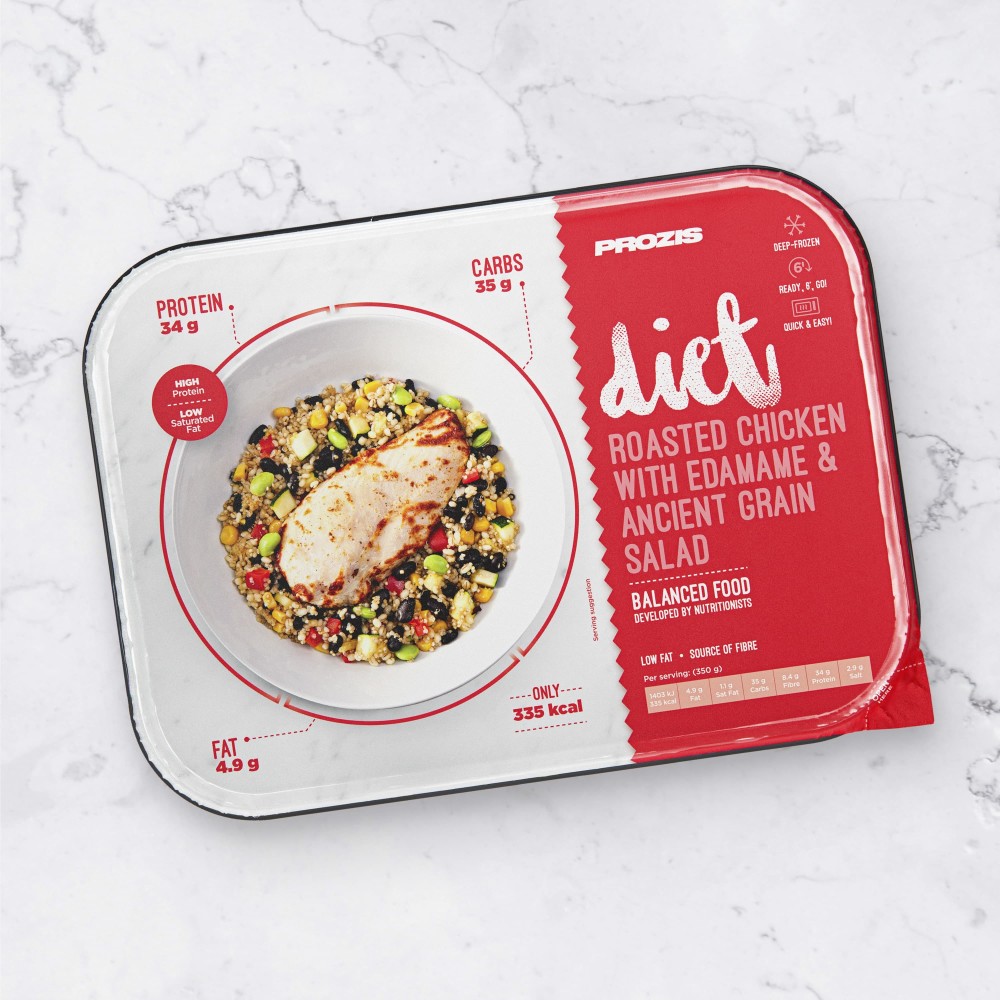 PROTEIN
34 g
CARBS
35 g
HIGH
Protein
LOW
Saturated
Fat
FAT
4.9 g
ONLY
335 kcal
Serving suggestion
PROZIS
DEEP-FROZEN
6'
READY, 6', GO!
QUICK & EASY!
diet
ROASTED CHICKEN
WITH EDAMAME &
ANCIENT GRAIN
SALAD
BALANCED FOOD
DEVELOPED BY NUTRITIONISTS
LOW FAT • SOURCE OF FIBRE
Per serving: (350 g)
1403 kJ 4.9 g 1.1 g 35 g 8.4 g 34 g 2.9 g
335 kcal Fat Sat Fat Carbs Fibre Protein Salt
OPEN